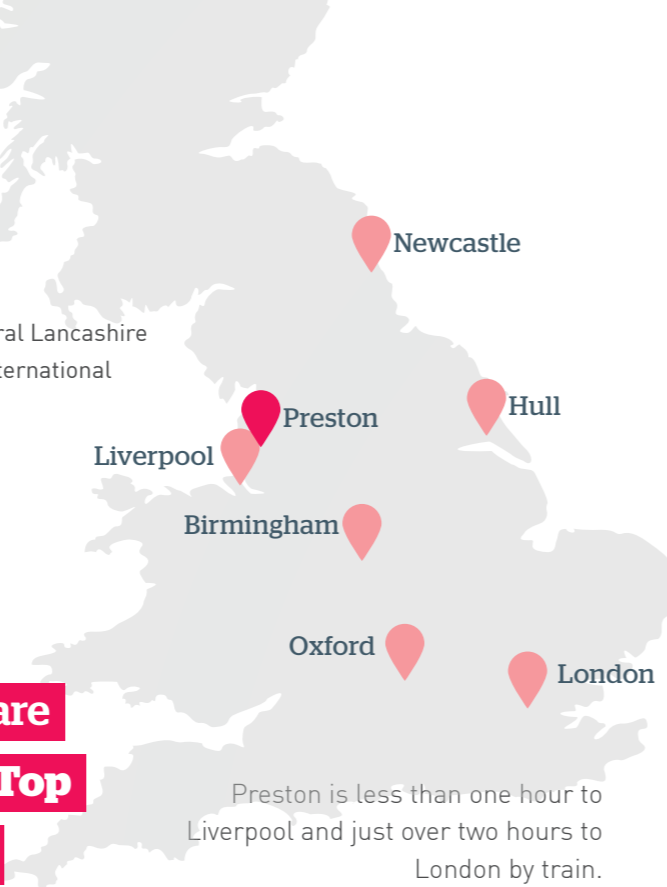 Newcastle
ral Lancashire
ternational
Hull
Preston
Liverpool
Birmingham
Oxford
London
are
Top
Preston is less than one hour to
Liverpool and just over two hours to
London by train.